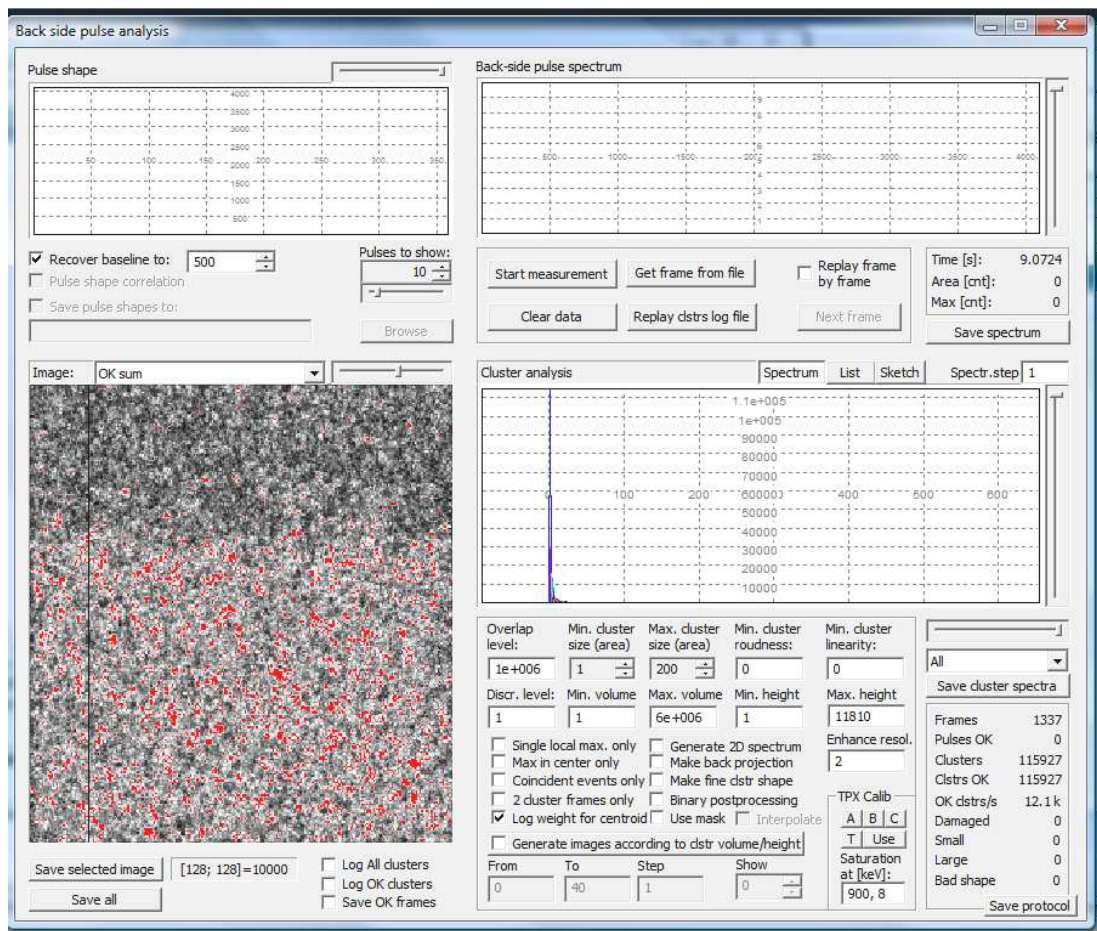 Back side pulse analysis
Pulse shape
4000
3500
3000
2500
50 100 150 200 250 300 350
2000
1500
1000
500
Recover baseline to: 500
Pulses to show:
10
Pulse shape correlation
Save pulse shapes to:
Browse
Back-side pulse spectrum
9
8
7
6
500 1000 1500 2000 2500 3000 3500 4000
5
4
3
2
1
Start measurement Get frame from file
Replay frame
by frame
Clear data Replay clstrs log file Next frame
Time [s]: 9.0724
Area [cnt]: 0
Max [cnt]: 0
Save spectrum
Image: OK sum
Save selected image [128; 128]=10000
Save all
Log All clusters
Log OK clusters
Save OK frames
Cluster analysis Spectrum List Sketch Spectr.step 1
1.1e+005
1e+005
90000
80000
70000
0 100 200 60000 400 500 600
50000
40000
30000
20000
10000
Overlap level: 1e+006
Min. cluster size (area) 1
Max. cluster size (area) 200
Min. cluster roudness: 0
Min. cluster linearity: 0
Discr. level: 1
Min. volume 1
Max. volume 6e+006
Min. height 1
Max. height 11810
Single local max. only Generate 2D spectrum
Max in center only Make back projection
Coincident events only Make fine clstr shape
2 cluster frames only Binary postprocessing
Log weight for centroid Use mask Interpolate
Enhance resol. 2
Generate images according to clstr volume/height
From To Step Show
0 40 1 0
TPX Calib
A B C
T Use
Saturation
at [keV]:
900, 8
All
Save cluster spectra
Frames 1337
Pulses OK 0
Clusters 115927
Clstrs OK 115927
OK clstrs/s 12.1k
Damaged 0
Small 0
Large 0
Bad shape 0
Save protocol